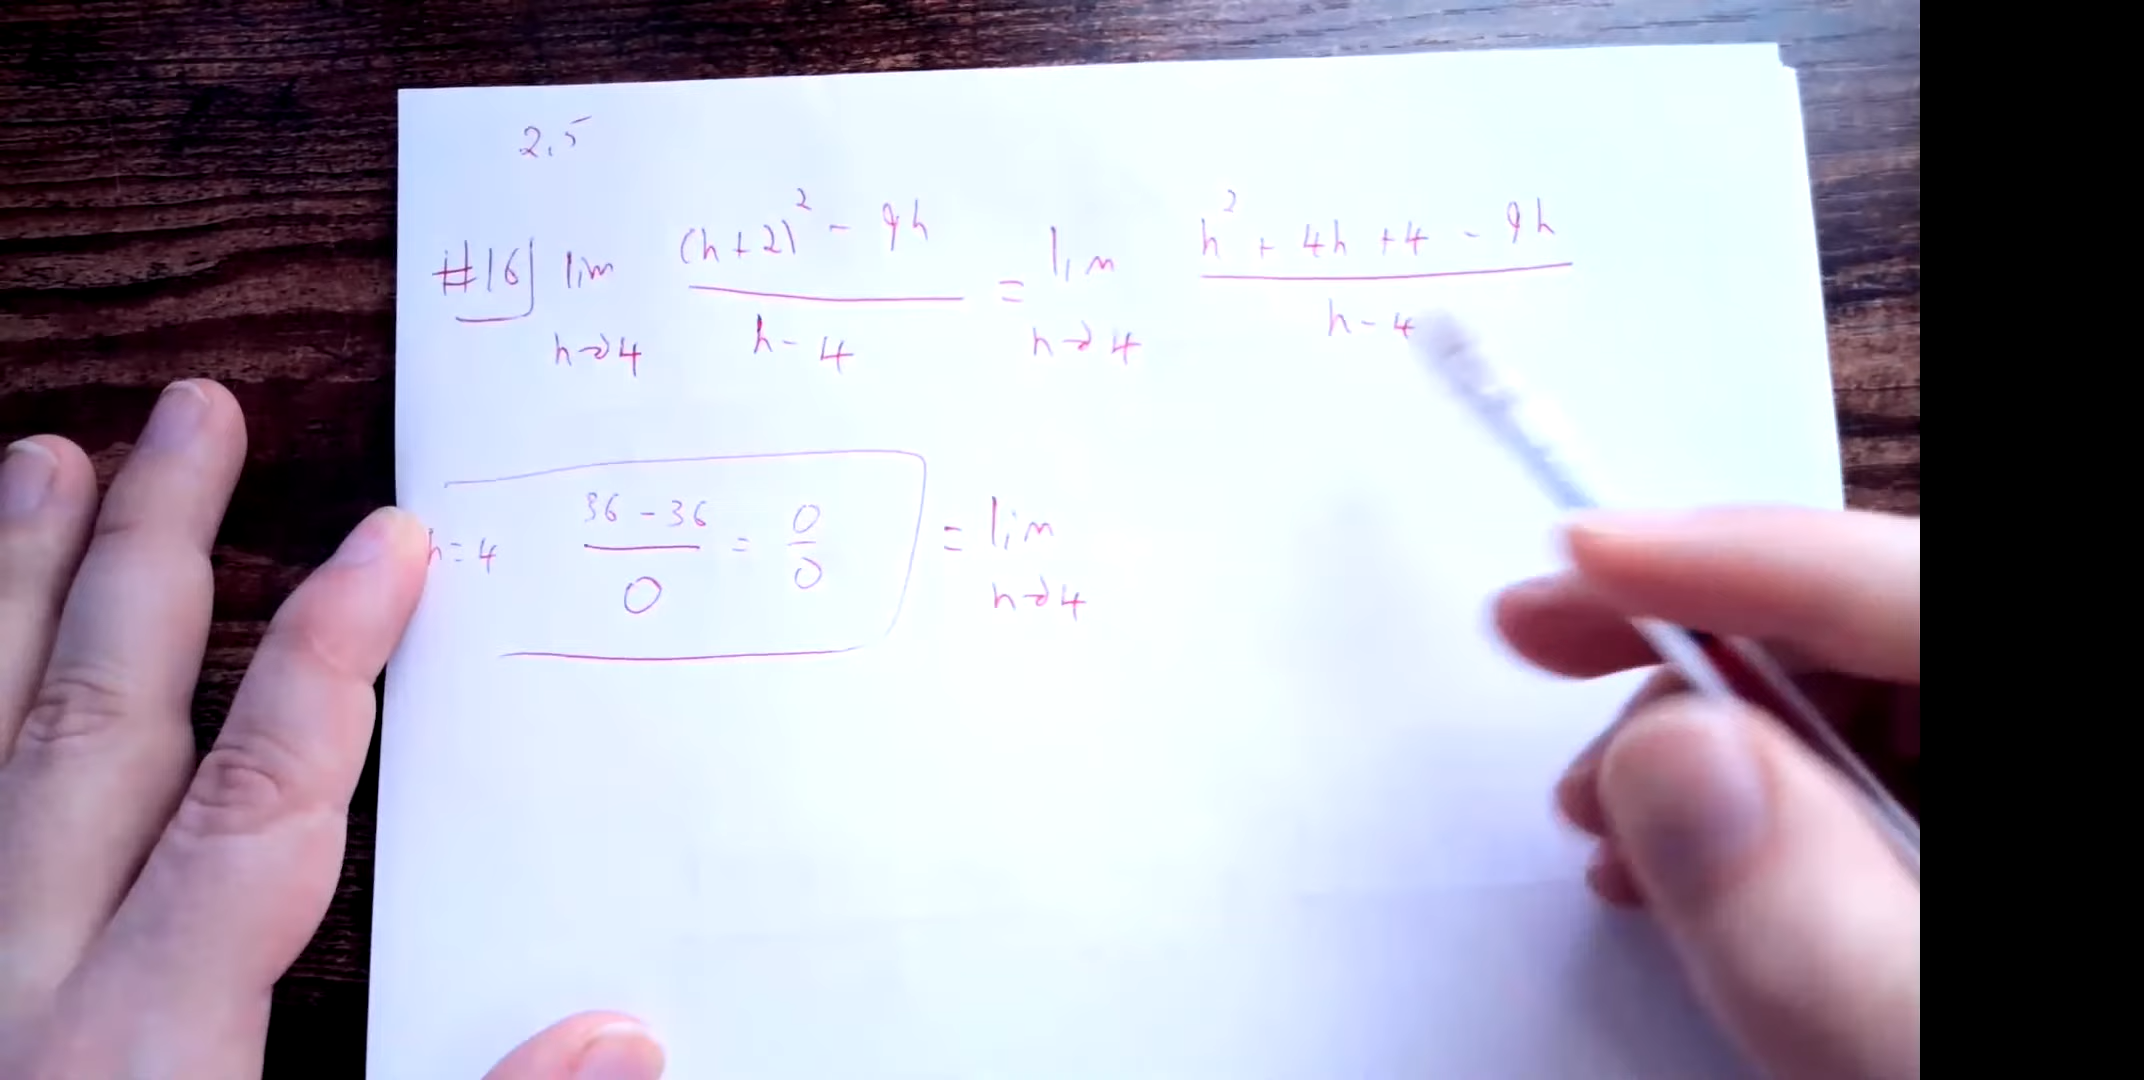 2.5
#16] lim h→4 ((h+2)² - 9h)/(h-4) = lim h→4 (h² + 4h + 4 - 9h)/(h-4)
h=4 (36-36)/0 = 0/0 = lim h→4